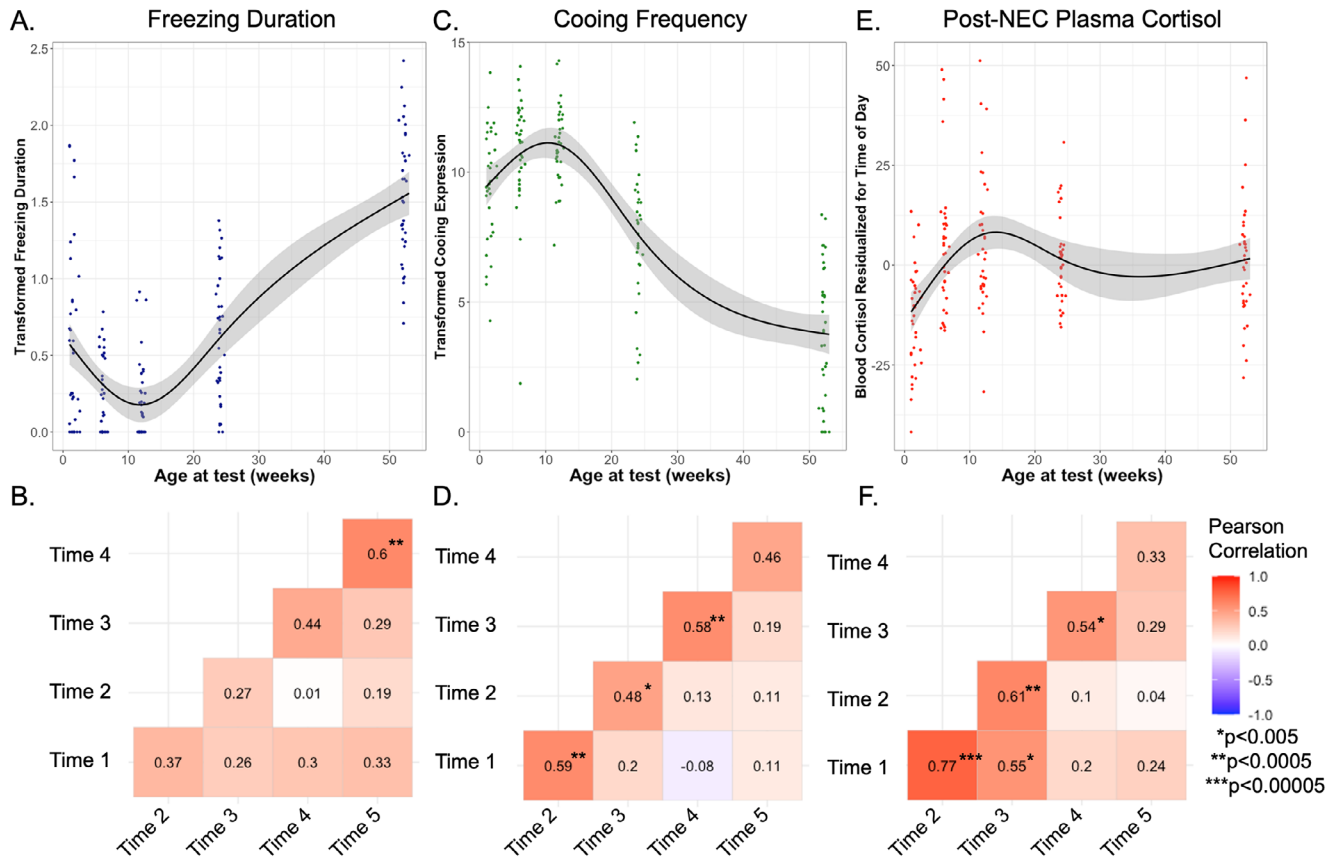 A.
Freezing Duration
2.5
2.0
1.5
1.0
0.5
0.0
Transformed Freezing Duration
0 10 20 30 40 50
Age at test (weeks)
C.
Cooing Frequency
15
10
5
0
Transformed Cooing Expression
0 10 20 30 40 50
Age at test (weeks)
E.
Post-NEC Plasma Cortisol
50
25
0
-25
Blood Cortisol Residualized for Time of Day
0 10 20 30 40 50
Age at test (weeks)
B.
Time 4 0.6**
Time 3 0.44 0.29
Time 2 0.27 0.01 0.19
Time 1 0.37 0.26 0.3 0.33
Time 2 Time 3 Time 4 Time 5
D.
Time 4 0.46
Time 3 0.58** 0.19
Time 2 0.48* 0.13 0.11
Time 1 0.59** 0.2 -0.08 0.11
Time 2 Time 3 Time 4 Time 5
F.
Time 4 0.33
Time 3 0.54* 0.29
Time 2 0.61** 0.1 0.04
Time 1 0.77*** 0.55* 0.2 0.24
Time 2 Time 3 Time 4 Time 5
Pearson
Correlation
1.0
0.5
0.0
-0.5
-1.0
*p<0.005
**p<0.0005
***p<0.00005